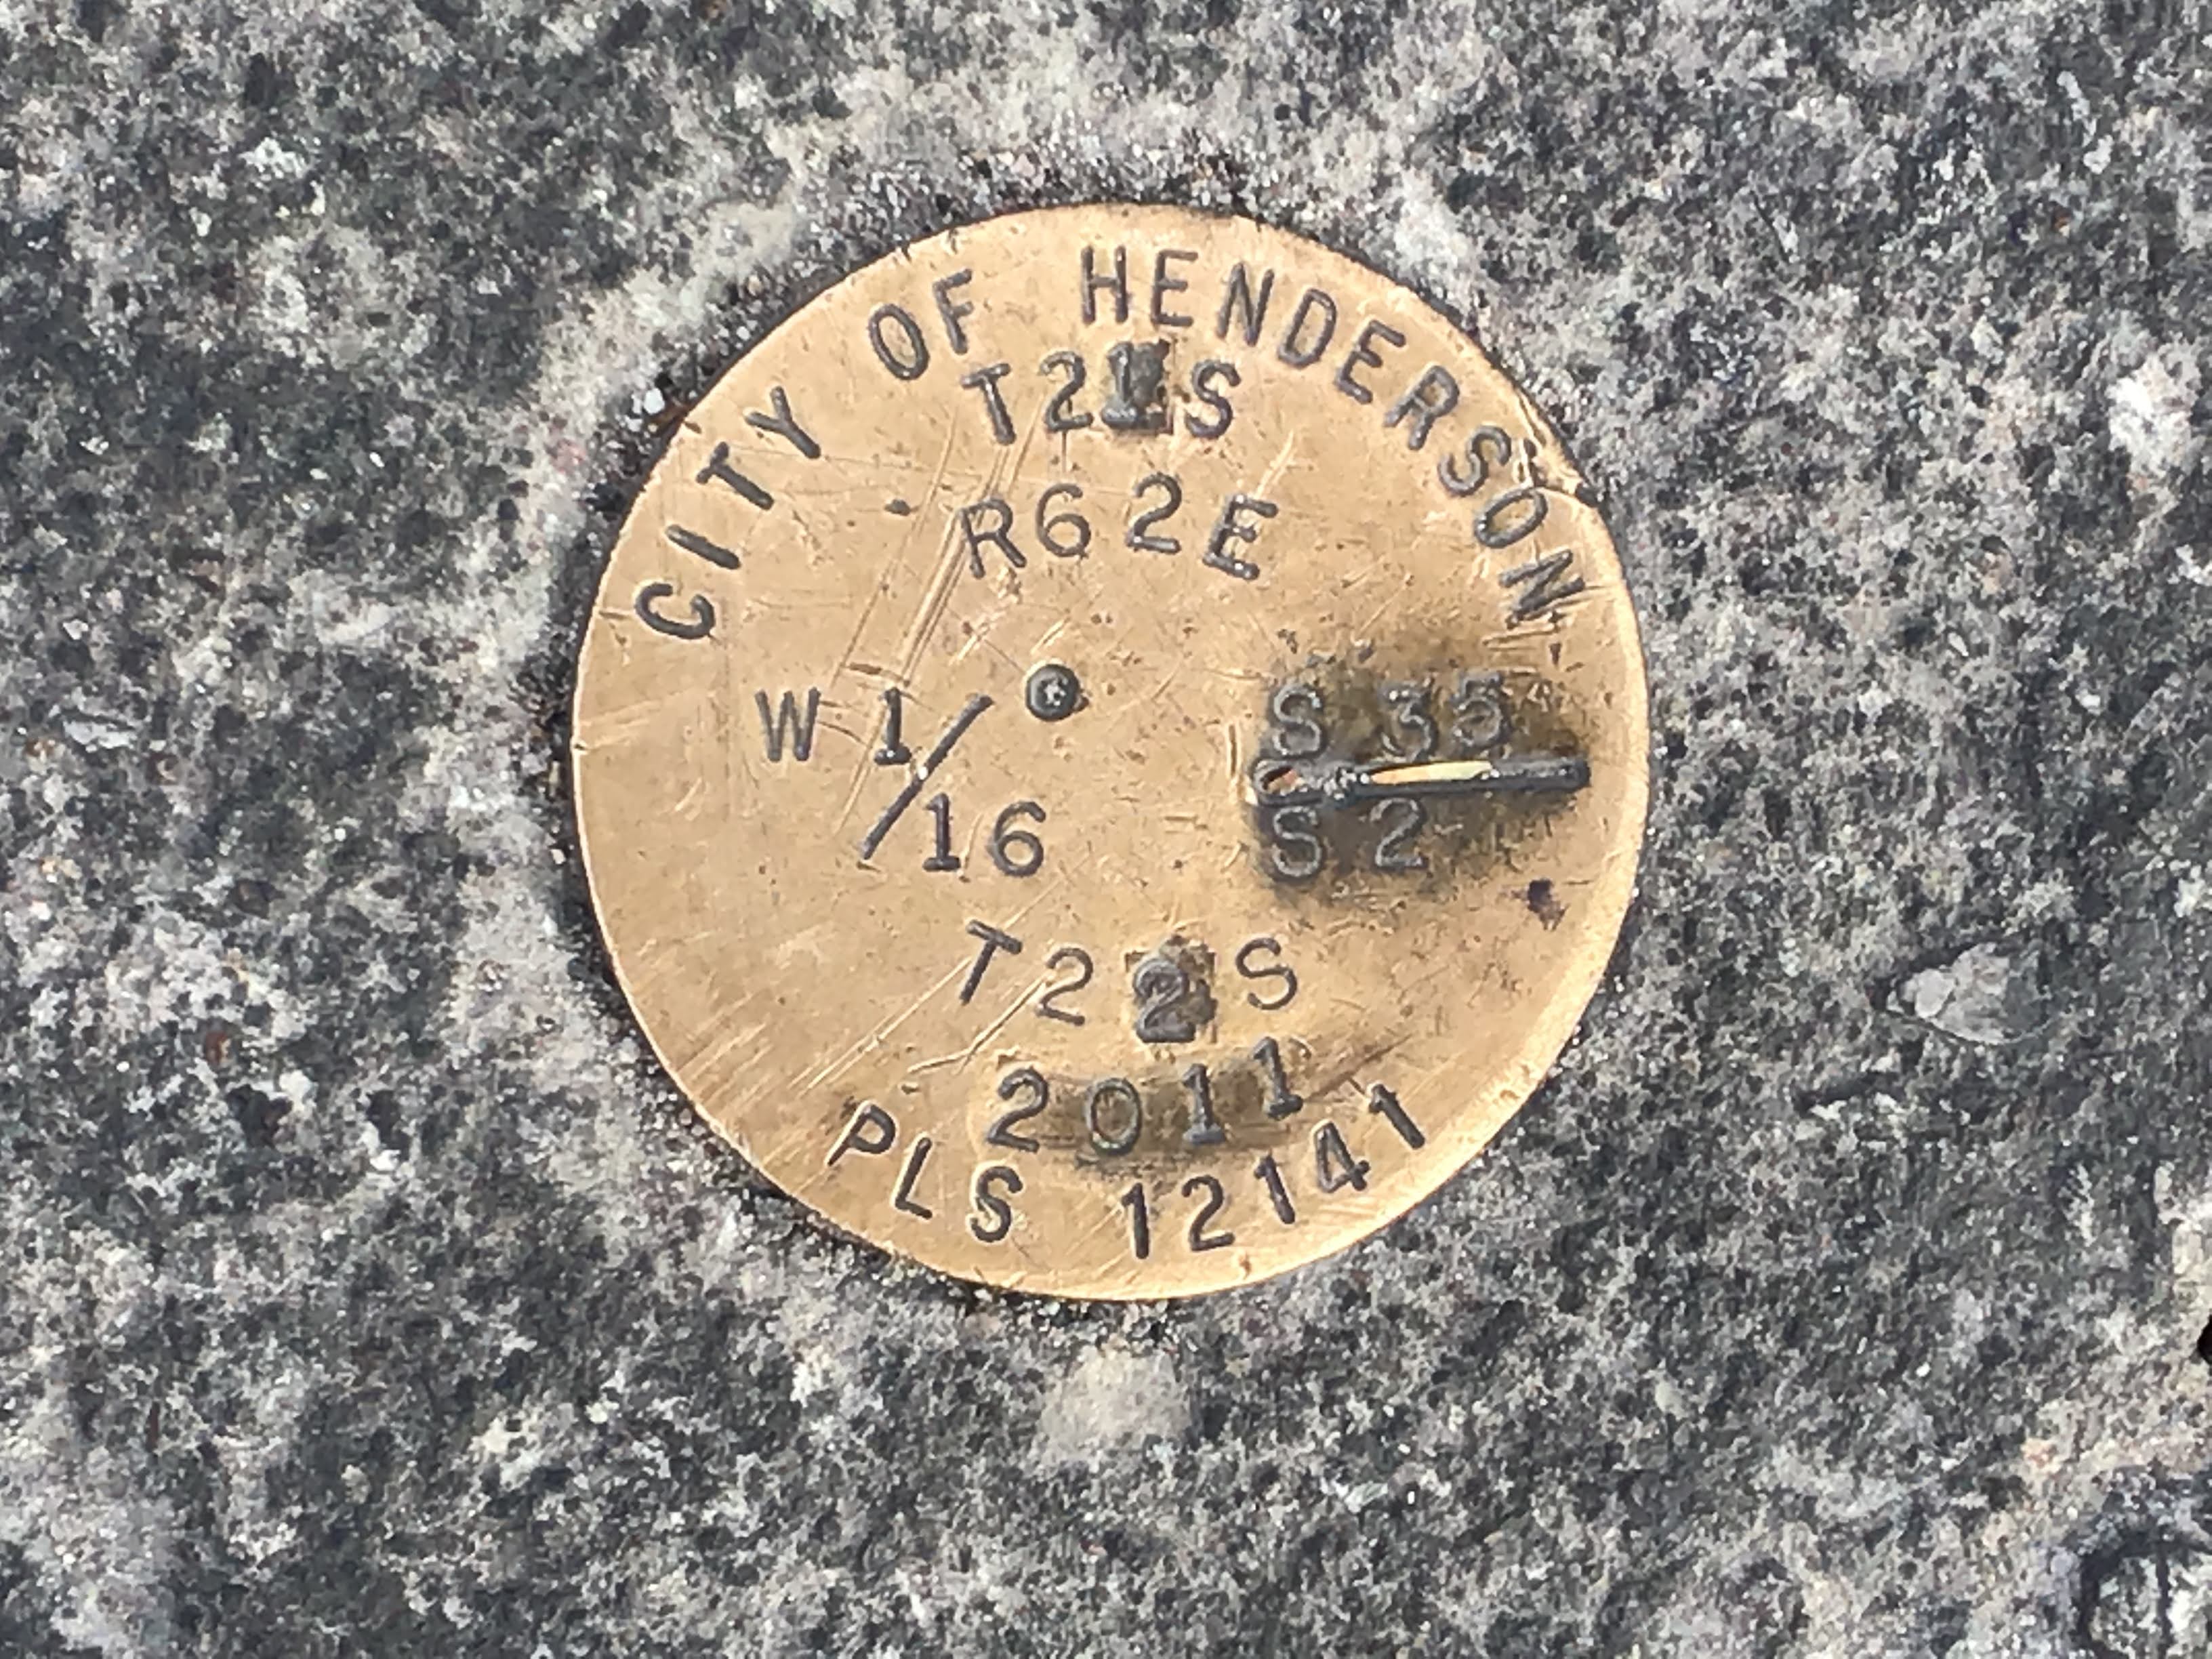 CITY OF HENDERSON
T21S
R62E
W 1/16
S 35
S 2
T22S
2011
PLS 12141